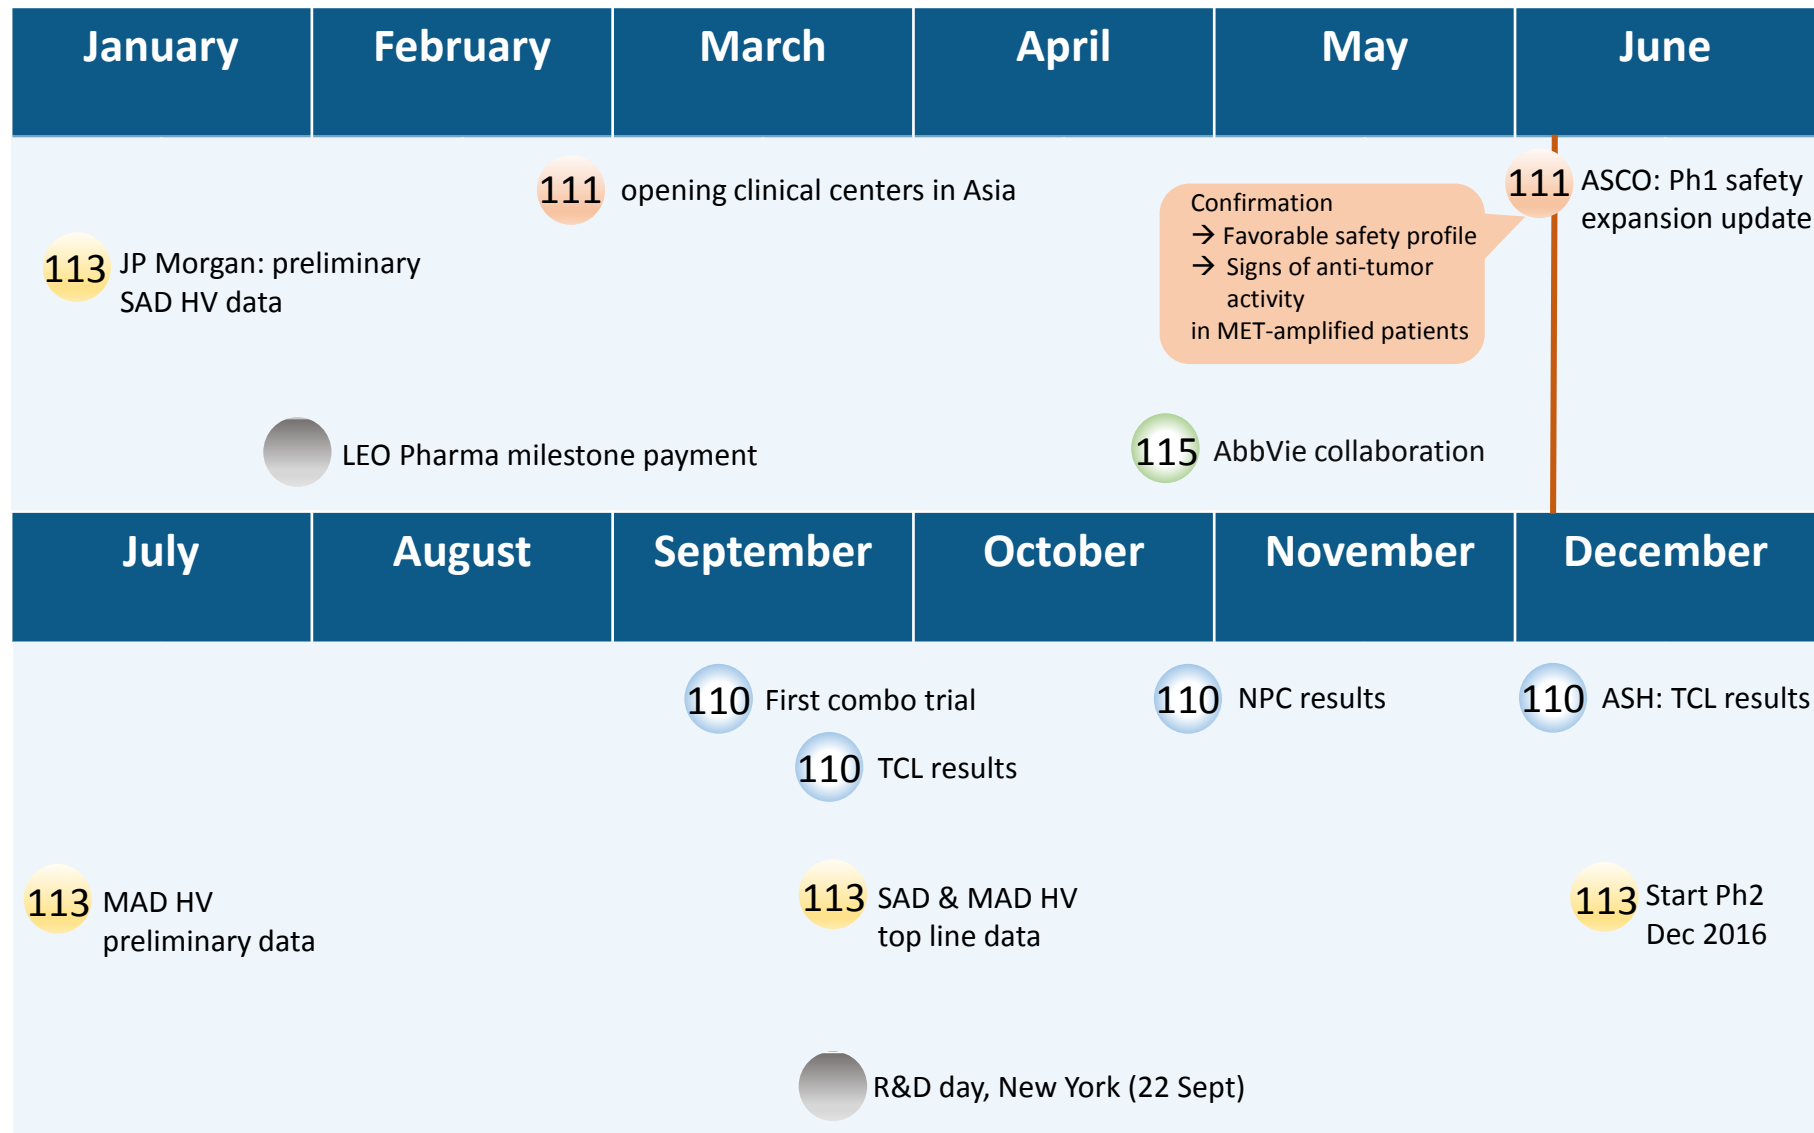 January February March April May June
111 opening clinical centers in Asia
113 JP Morgan: preliminary
SAD HV data
Confirmation
→ Favorable safety profile
→ Signs of anti-tumor
activity
in MET-amplified patients
111 ASCO: Ph1 safety
expansion update
LEO Pharma milestone payment
115 AbbVie collaboration
July August September October November December
110 First combo trial
110 NPC results
110 ASH: TCL results
110 TCL results
113 MAD HV
preliminary data
113 SAD & MAD HV
top line data
113 Start Ph2
Dec 2016
R&D day, New York (22 Sept)